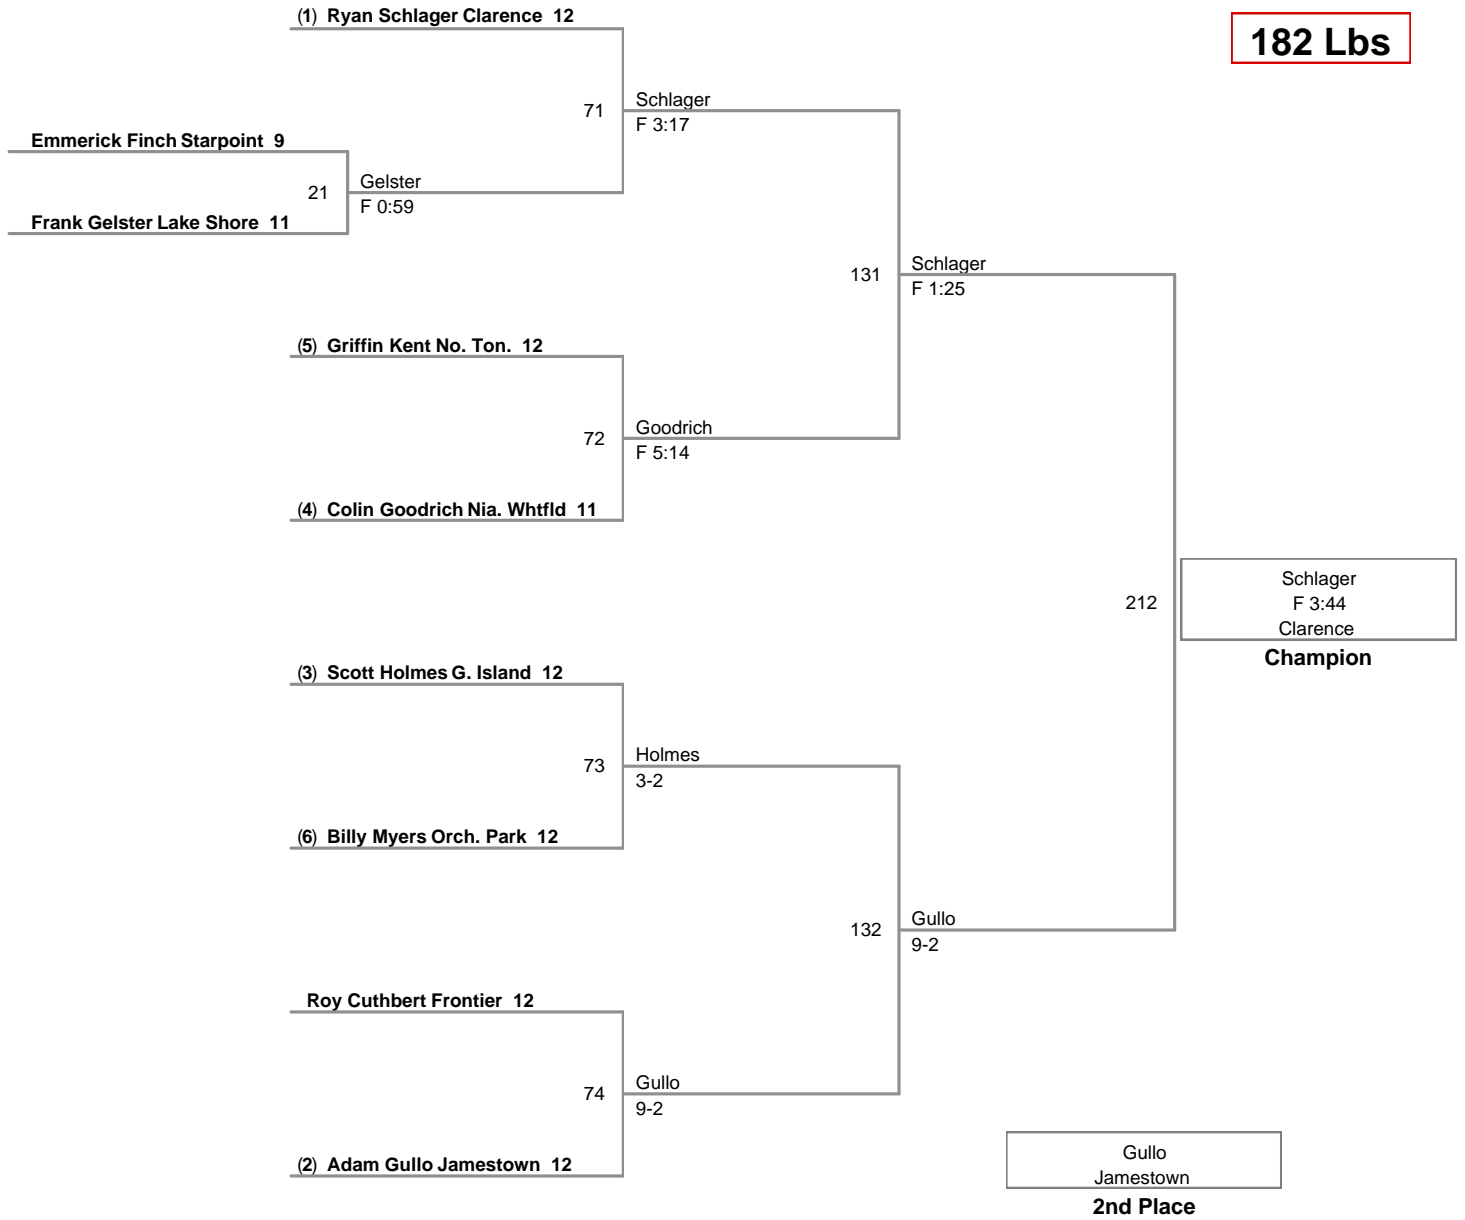 (1) Ryan Schlager Clarence 12
182 Lbs
71
Schlager
F 3:17
Emmerick Finch Starpoint 9
21
Gelster
F 0:59
Frank Gelster Lake Shore 11
131
Schlager
F 1:25
(5) Griffin Kent No. Ton. 12
72
Goodrich
F 5:14
(4) Colin Goodrich Nia. Whtfld 11
212
Schlager
F 3:44
Clarence
Champion
(3) Scott Holmes G. Island 12
73
Holmes
3-2
(6) Billy Myers Orch. Park 12
132
Gullo
9-2
Roy Cuthbert Frontier 12
74
Gullo
9-2
(2) Adam Gullo Jamestown 12
Gullo
Jamestown
2nd Place